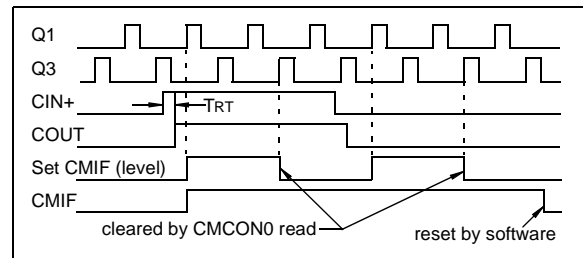 Q1
Q3
CIN+
TRT
COUT
Set CMIF (level)
CMIF
cleared by CMCON0 read
reset by software